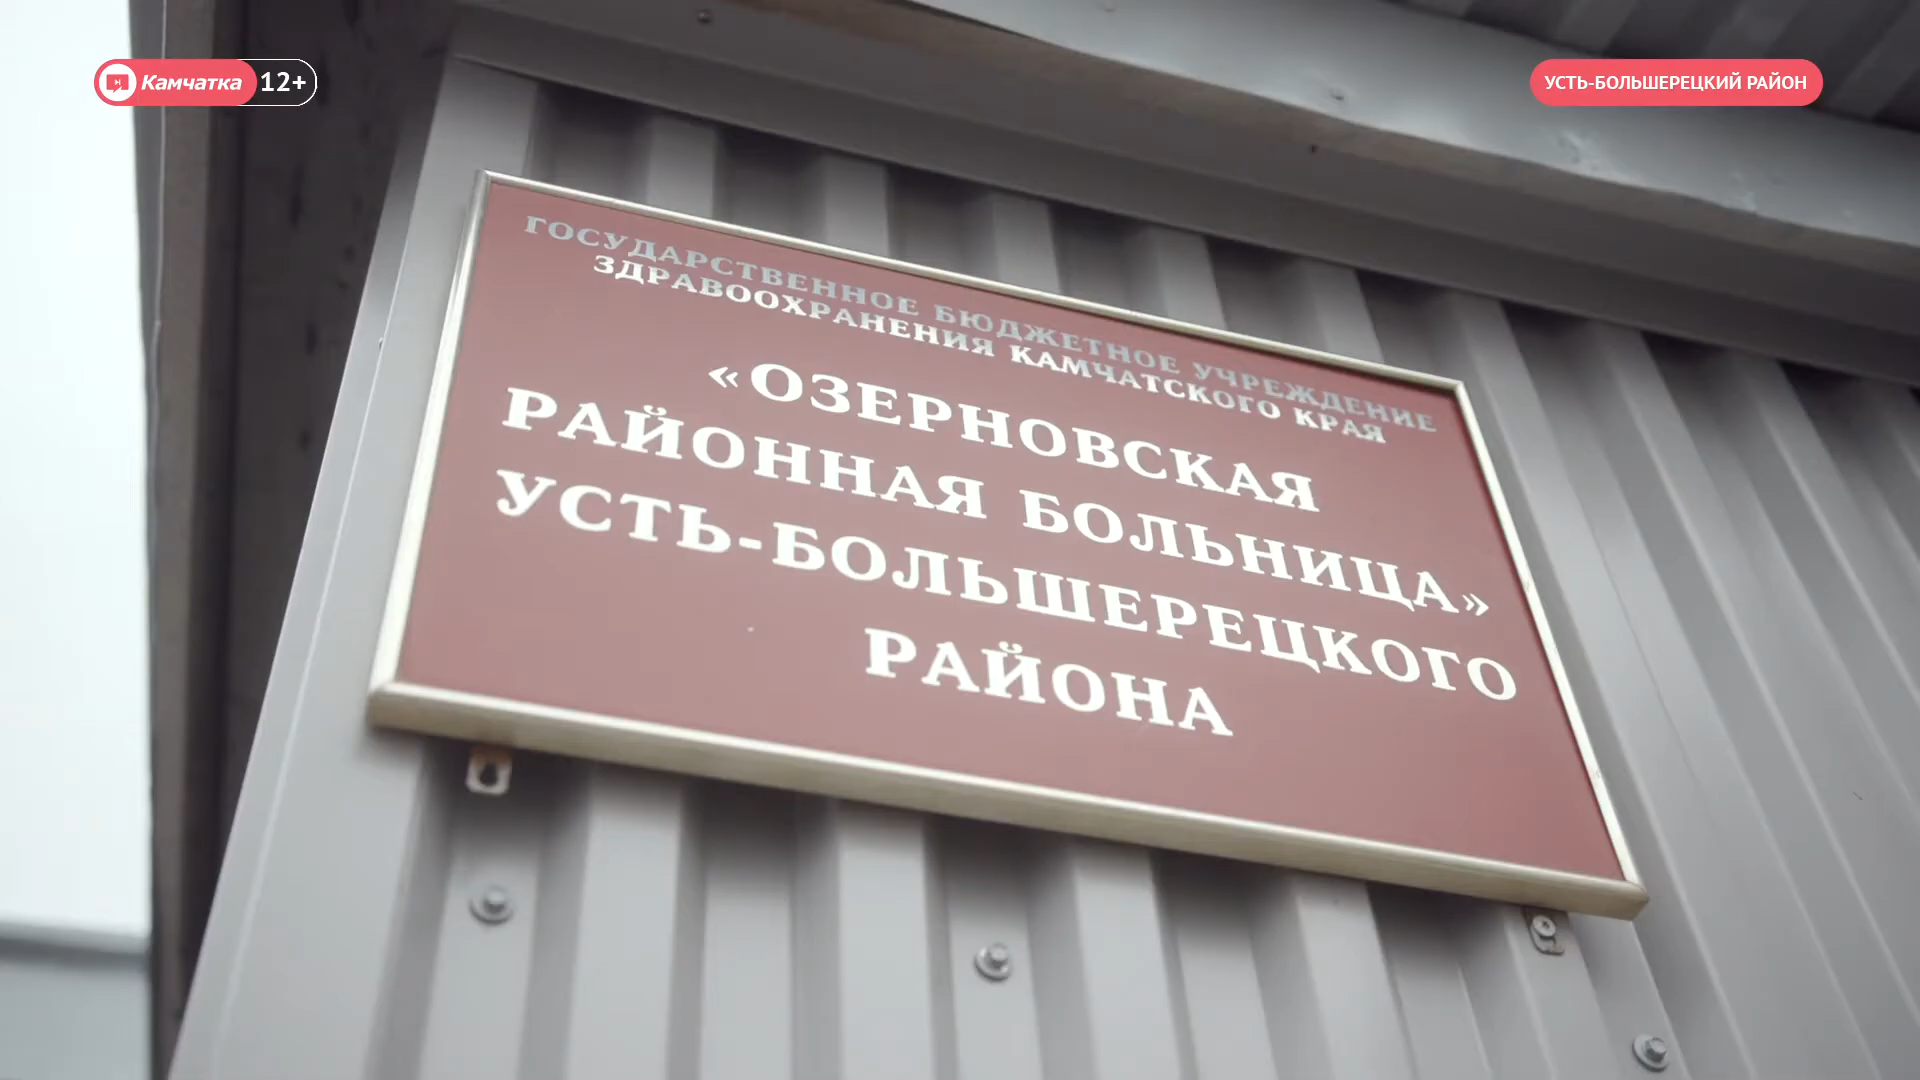 Камчатка 12+
УСТЬ-БОЛЬШЕРЕЦКИЙ РАЙОН
ГОСУДАРСТВЕННОЕ БЮДЖЕТНОЕ УЧРЕЖДЕНИЕ
ЗДРАВООХРАНЕНИЯ КАМЧАТСКОГО КРАЯ
«ОЗЕРНОВСКАЯ
РАЙОННАЯ БОЛЬНИЦА»
УСТЬ-БОЛЬШЕРЕЦКОГО
РАЙОНА